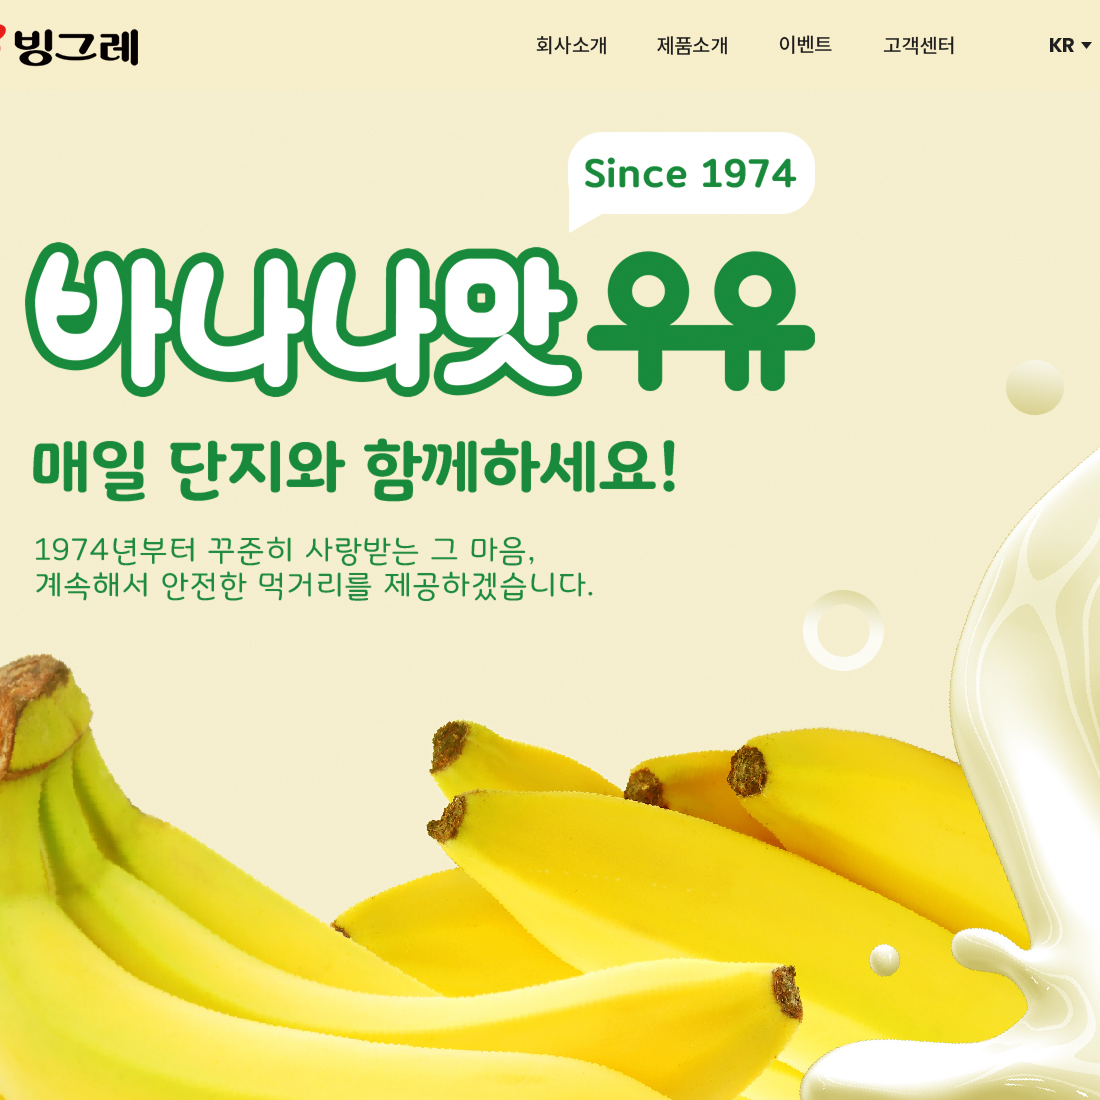 빙그레
회사소개 제품소개 이벤트 고객센터 KR
Since 1974
바나나맛 우유
매일 단지와 함께하세요!
1974년부터 꾸준히 사랑받는 그 마음,
계속해서 안전한 먹거리를 제공하겠습니다.